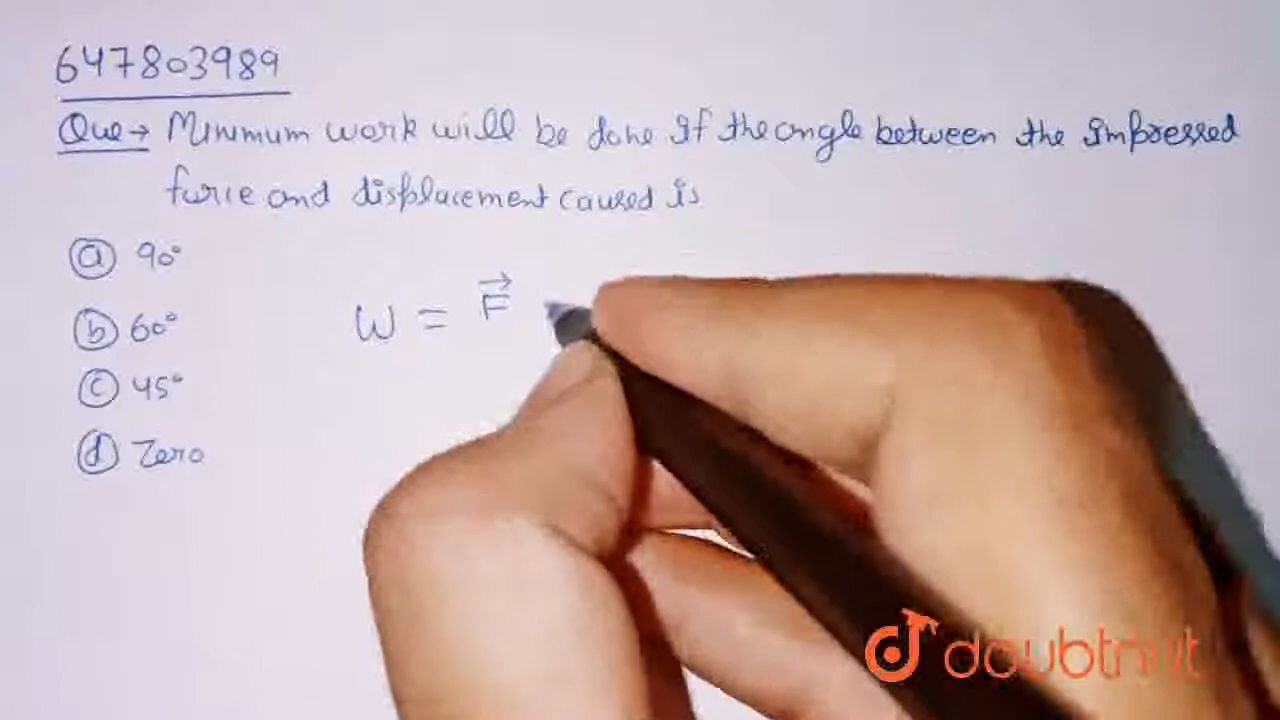 647803989
Que→ Minimum work will be done if the angle between the impressed
force and displacement caused is
(a) 90°
(b) 60°
(c) 45°
(d) Zero
W = F⃗
doubtnut